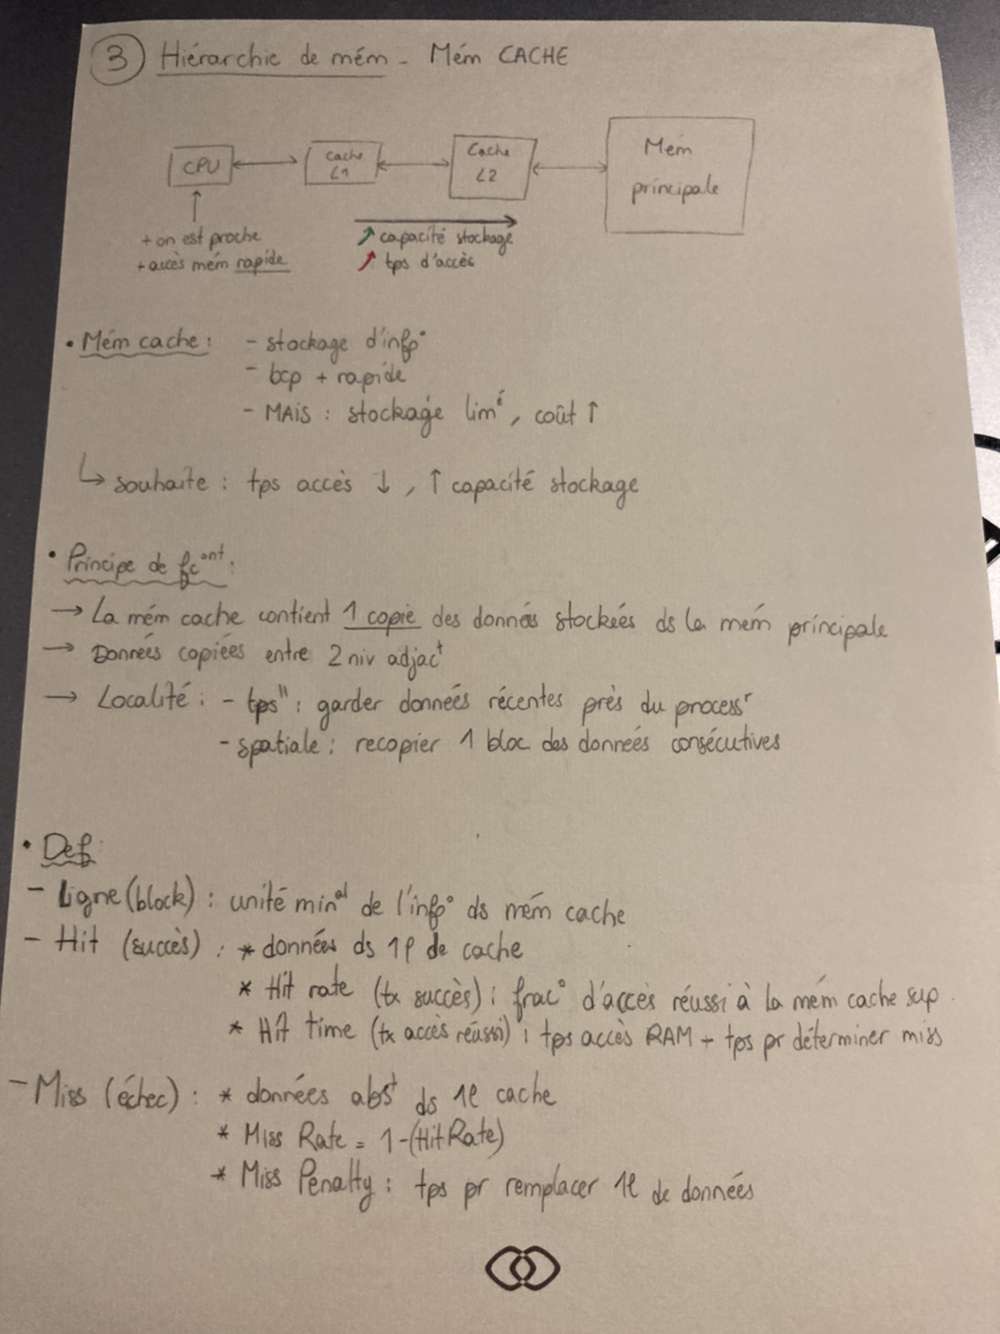 3 Hiérarchie de mém - Mém CACHE
CPU
Cache L1
Cache L2
Mem principale
+ on est proche
+ accès mém rapide
↗ capacité stockage
↗ tps d'accès
• Mém cache : - stockage d'info°
- bcp + rapide
- MAIS : stockage lim^é, coût ↑
↳ souhaite : tps accès ↓, ↑ capacité stockage
• Principe de fc^ont :
→ La mém cache contient 1 copie des données stockées ds la mém principale
→ Données copiées entre 2 niv adjac^t
→ Localité : - tps^ll : garder données récentes près du process^r
- spatiale : recopier 1 bloc des données consécutives
• Def :
- Ligne (block) : unité min^al de l'info° ds mém cache
- Hit (succès) : * données ds 1ℓ de cache
* Hit rate (tx succès) : frac° d'accès réussi à la mém cache sup.
* Hit time (tx accès réussi) : tps accès RAM + tps pr déterminer miss
- Miss (échec) : * données abs^t ds 1ℓ cache
* Miss Rate = 1-(Hit Rate)
* Miss Penalty : tps pr remplacer 1ℓ de données